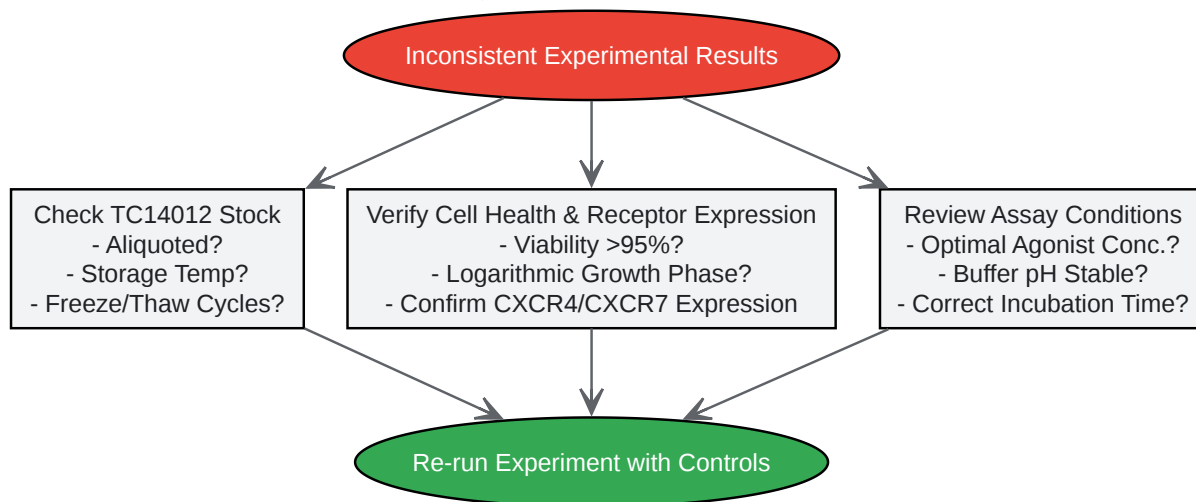 Inconsistent Experimental Results
Check TC14012 Stock
- Aliquoted?
- Storage Temp?
- Freeze/Thaw Cycles?
Verify Cell Health & Receptor Expression
- Viability >95%?
- Logarithmic Growth Phase?
- Confirm CXCR4/CXCR7 Expression
Review Assay Conditions
- Optimal Agonist Conc.?
- Buffer pH Stable?
- Correct Incubation Time?
Re-run Experiment with Controls